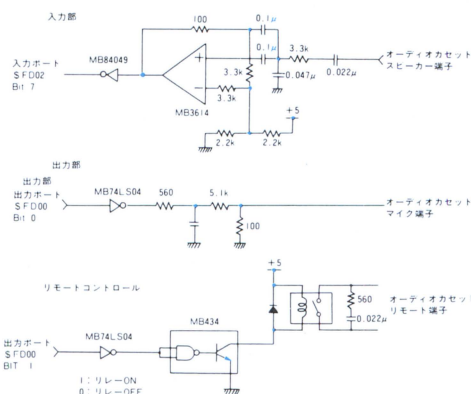 入力部
100
0.1μ
入力ポート
$FD02
Bit 7
MB84049
+
−
MB3614
0.1μ
3.3k
3.3k
3.3k
0.047μ
0.022μ
オーディオカセット
スピーカー端子
+5
2.2k
2.2k
出力部
出力部
出力ポート
$FD00
Bit 0
MB74LS04
560
5.1k
100
オーディオカセット
マイク端子
リモートコントロール
+5
560
0.022μ
オーディオカセット
リモート端子
出力ポート
$FD00
BIT 1
MB74LS04
MB434
1：リレーON
0：リレーOFF